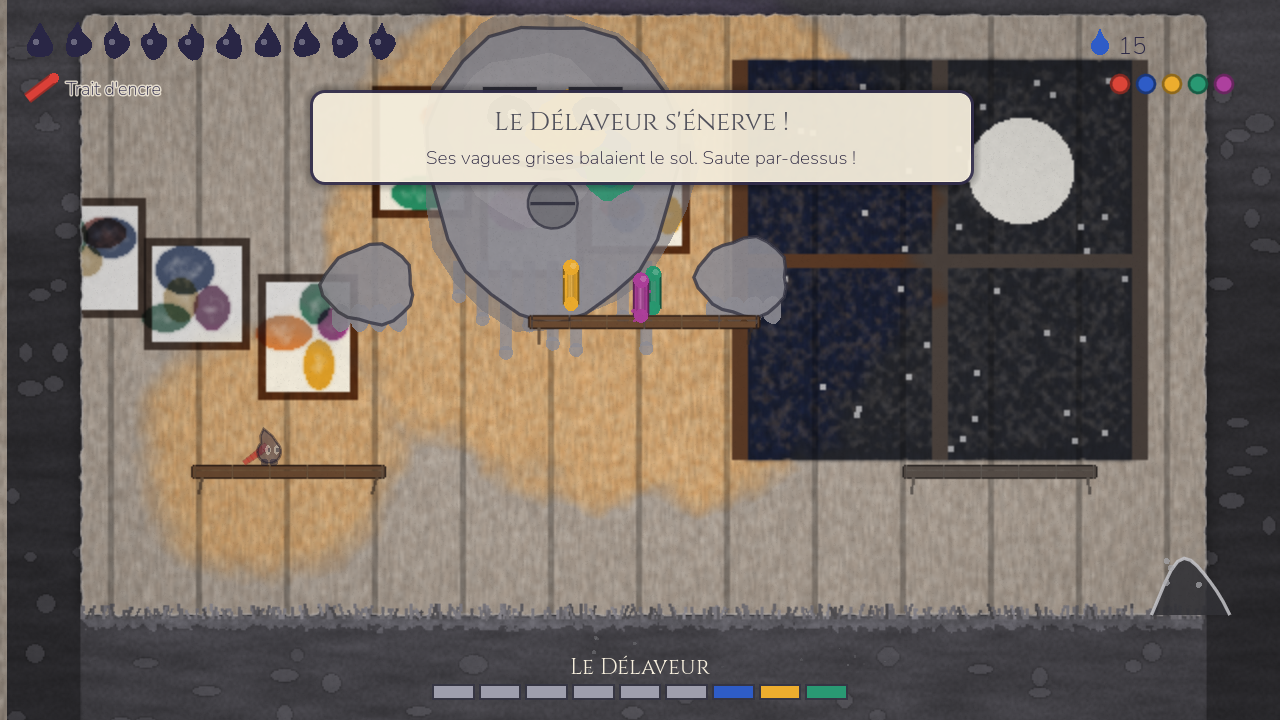 15
Trait d'encre
Le Délaveur s'énerve !
Ses vagues grises balaient le sol. Saute par-dessus !
Le Délaveur